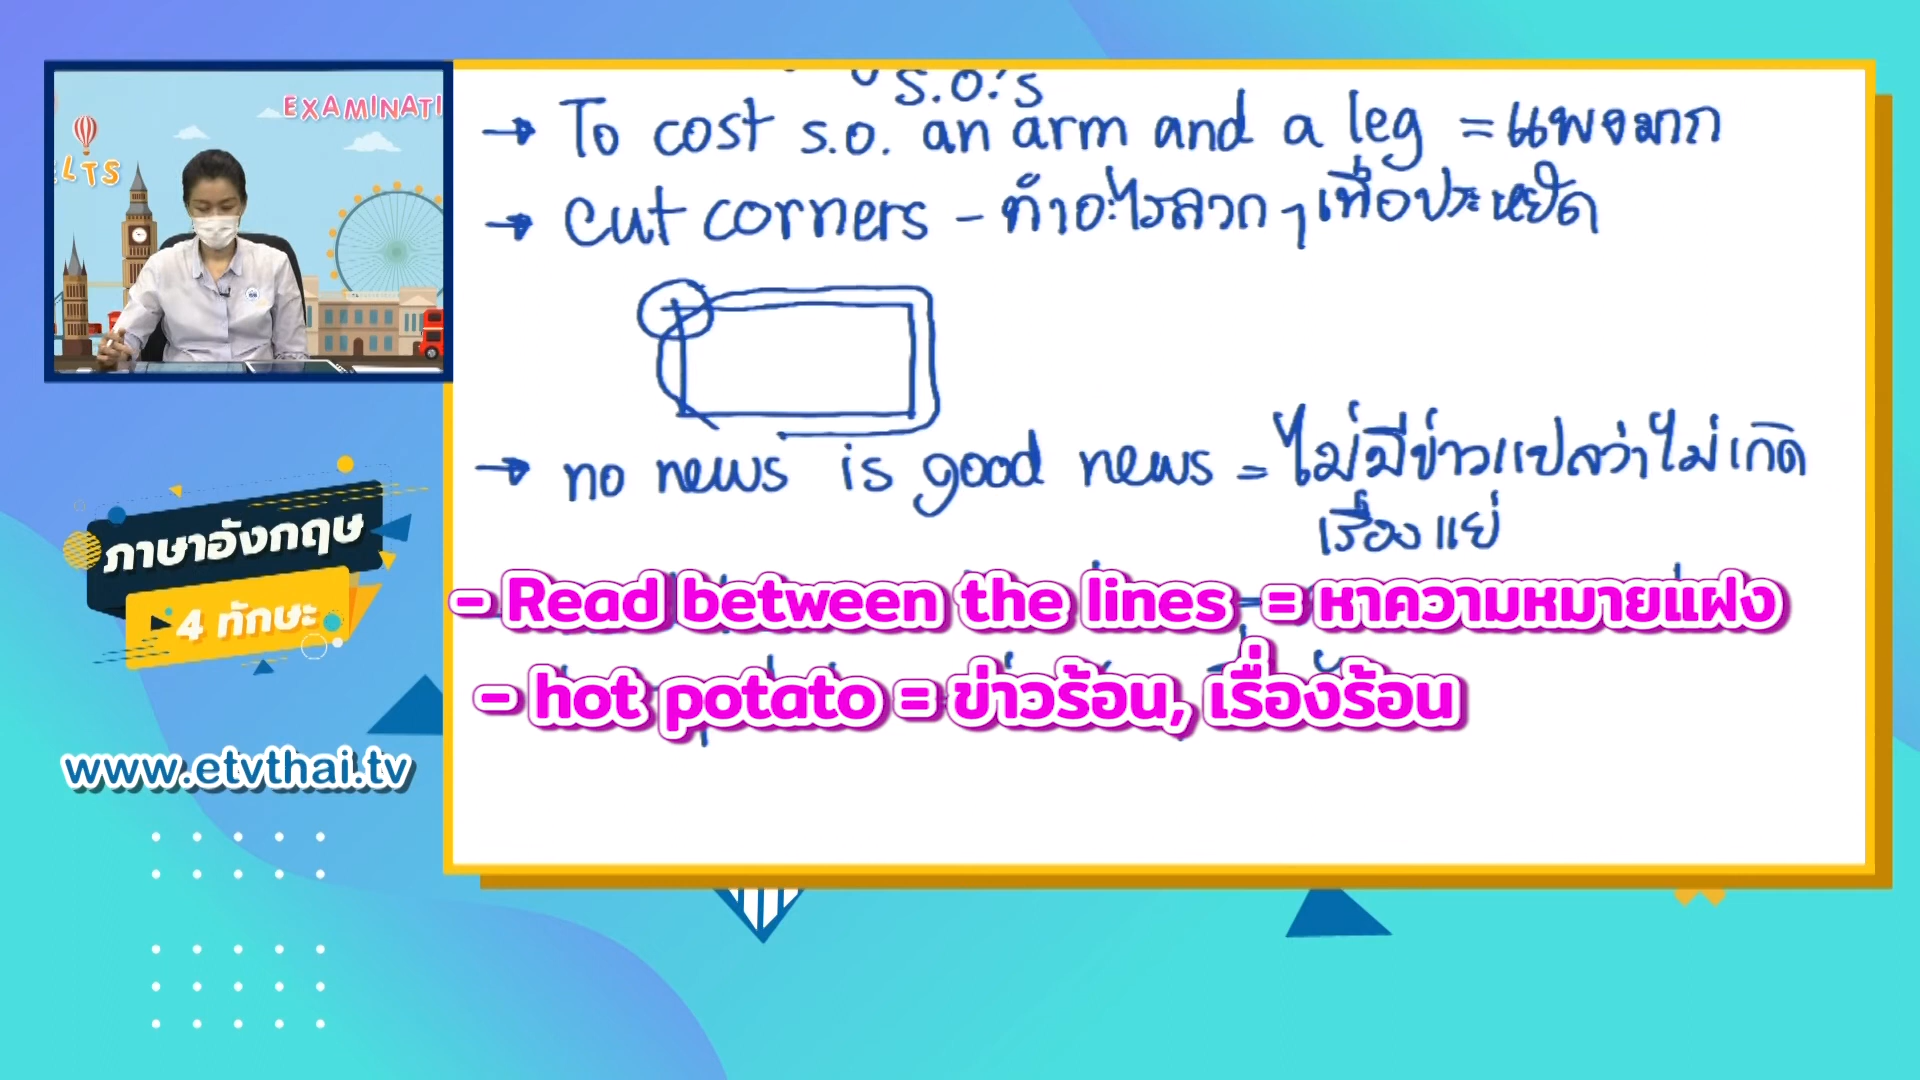 EXAMINATI
ELTS
s.o.'s
→ To cost s.o. an arm and a leg = แพงมาก
→ cut corners - ทำอะไรลวก ๆ เพื่อประหยัด
→ no news is good news = ไม่มีข่าวแปลว่าไม่เกิด
เรื่องแย่
- Read between the lines = หาความหมายแฝง
- hot potato = ข่าวร้อน, เรื่องร้อน
ภาษาอังกฤษ
4 ทักษะ
www.etvthai.tv